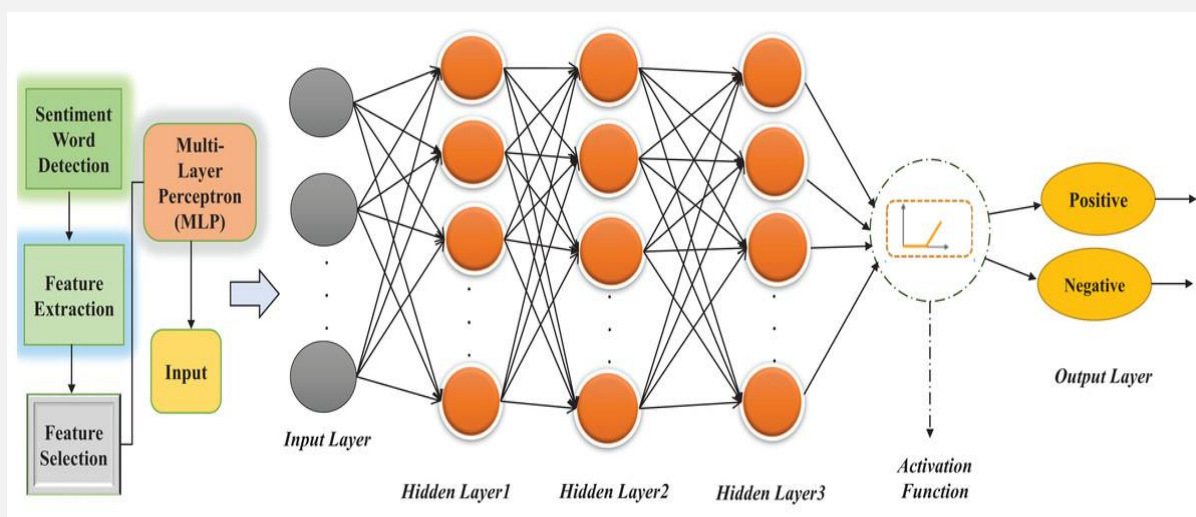 Sentiment
Word
Detection
Feature
Extraction
Feature
Selection
Multi-
Layer
Perceptron
(MLP)
Input
Input Layer
Hidden Layer1
Hidden Layer2
Hidden Layer3
Activation
Function
Positive
Negative
Output Layer